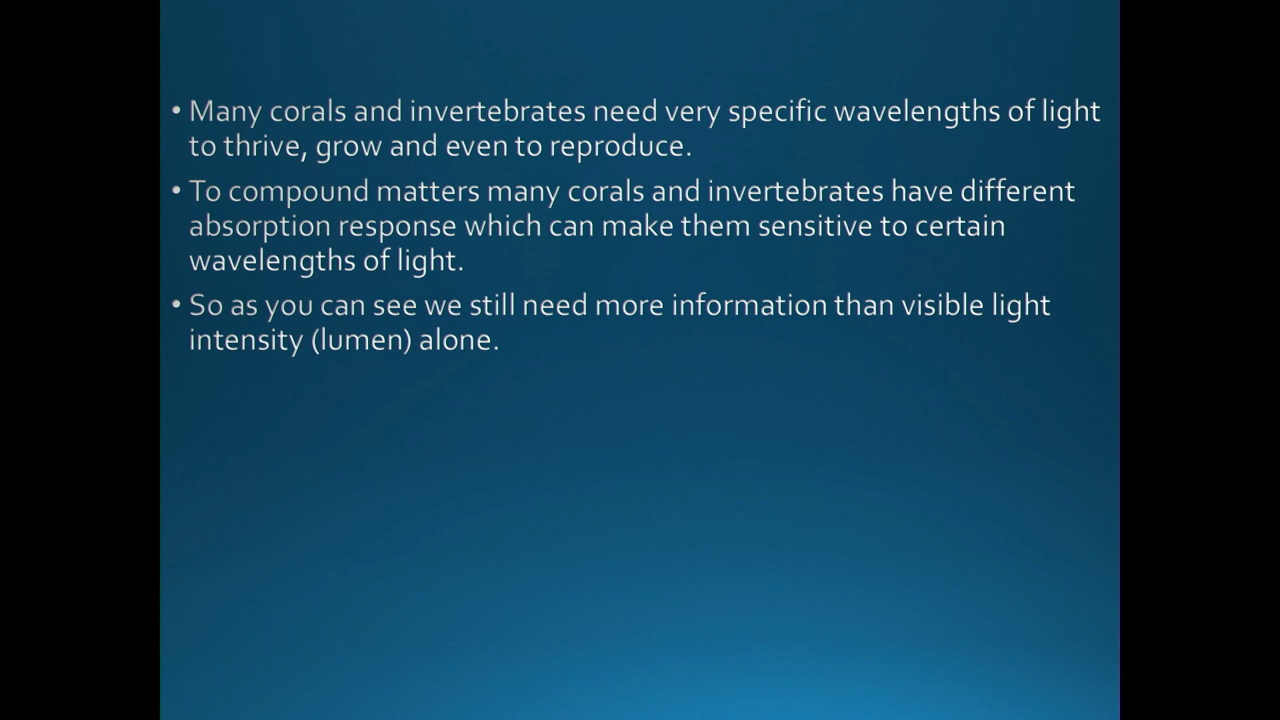 • Many corals and invertebrates need very specific wavelengths of light
to thrive, grow and even to reproduce.
• To compound matters many corals and invertebrates have different
absorption response which can make them sensitive to certain
wavelengths of light.
• So as you can see we still need more information than visible light
intensity (lumen) alone.